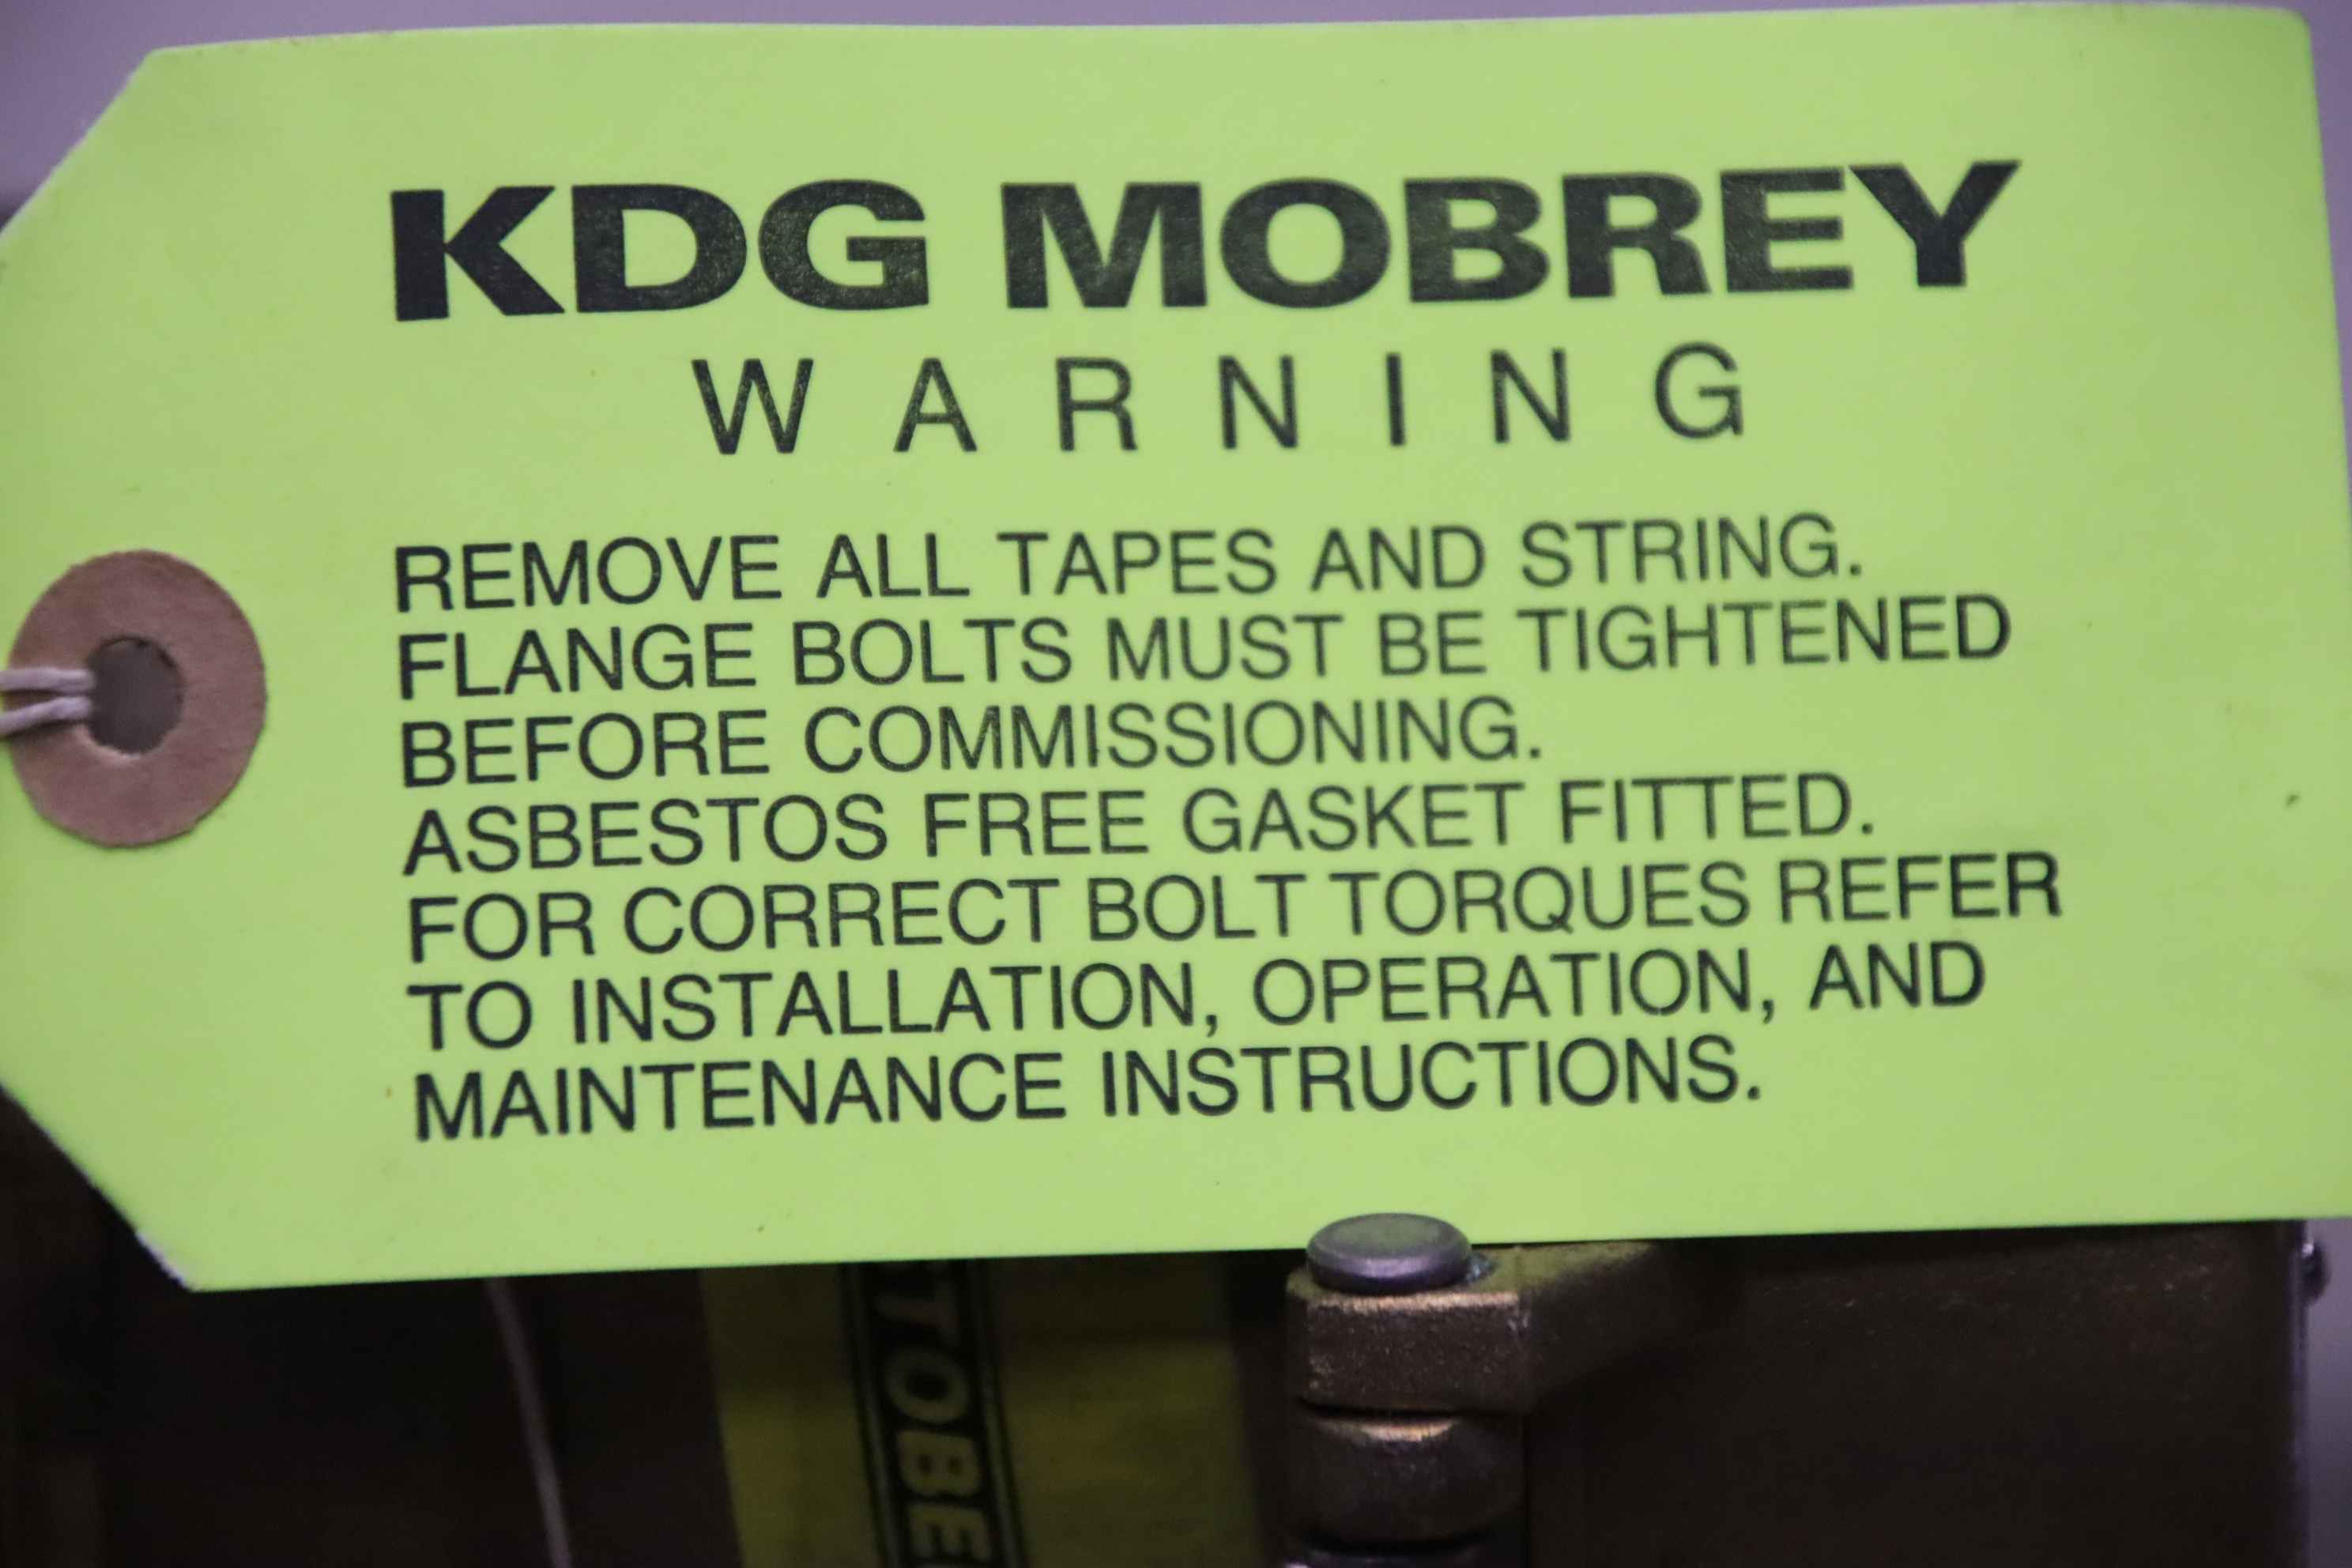 KDG MOBREY
WARNING
REMOVE ALL TAPES AND STRING.
FLANGE BOLTS MUST BE TIGHTENED
BEFORE COMMISSIONING.
ASBESTOS FREE GASKET FITTED.
FOR CORRECT BOLT TORQUES REFER
TO INSTALLATION, OPERATION, AND
MAINTENANCE INSTRUCTIONS.